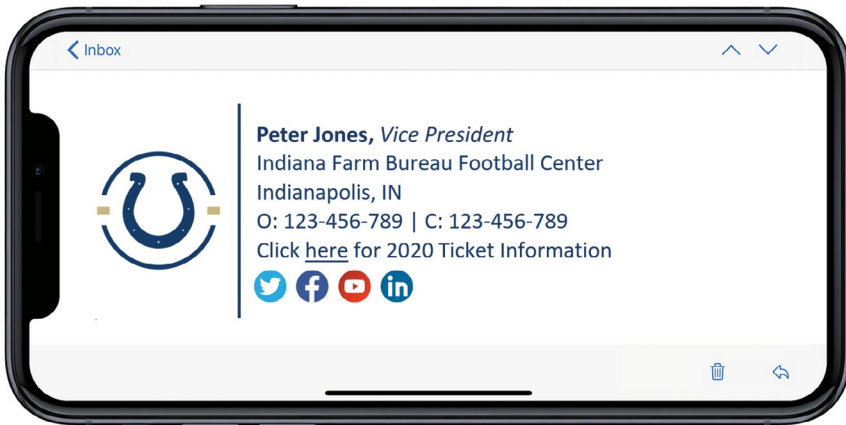 Inbox
Peter Jones, Vice President
Indiana Farm Bureau Football Center
Indianapolis, IN
O: 123-456-789 | C: 123-456-789
Click here for 2020 Ticket Information
in